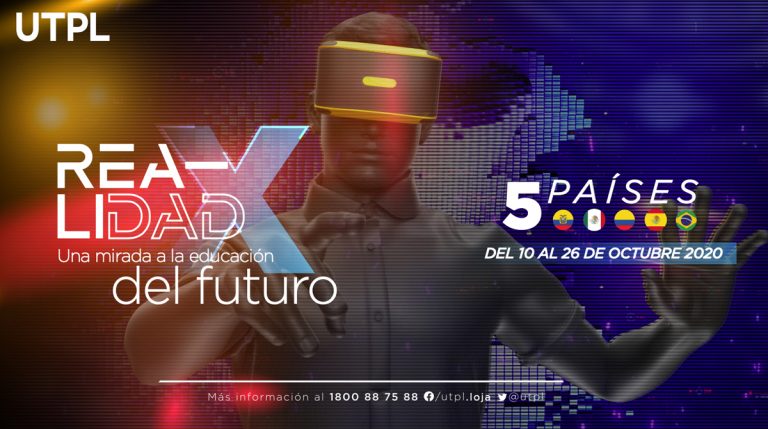 UTPL
REA-
LIDAD X
Una mirada a la educación
del futuro
5 PAÍSES
DEL 10 AL 26 DE OCTUBRE 2020
Más información al 1800 88 75 88 /utpl.loja @utpl